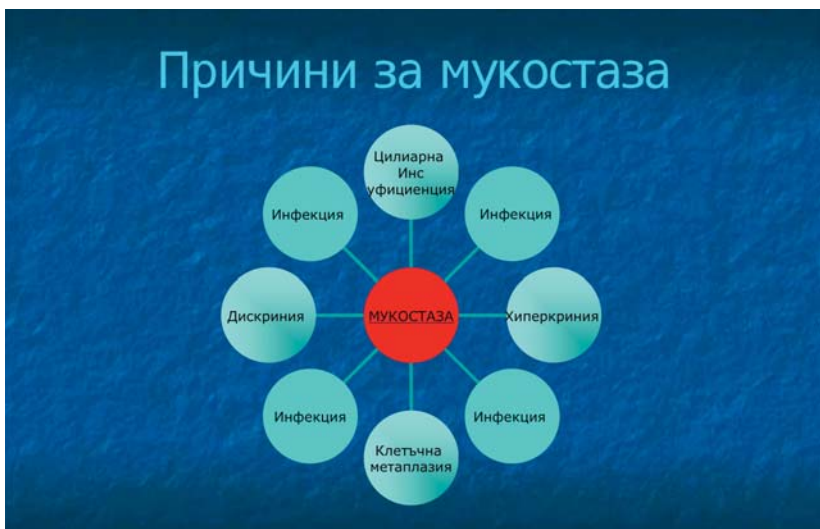 Причини за мукостаза
Цилиарна
Инс
уфициенция
Инфекция
Инфекция
Дискриния
МУКОСТАЗА
Хиперкриния
Инфекция
Инфекция
Клетъчна
метаплазия